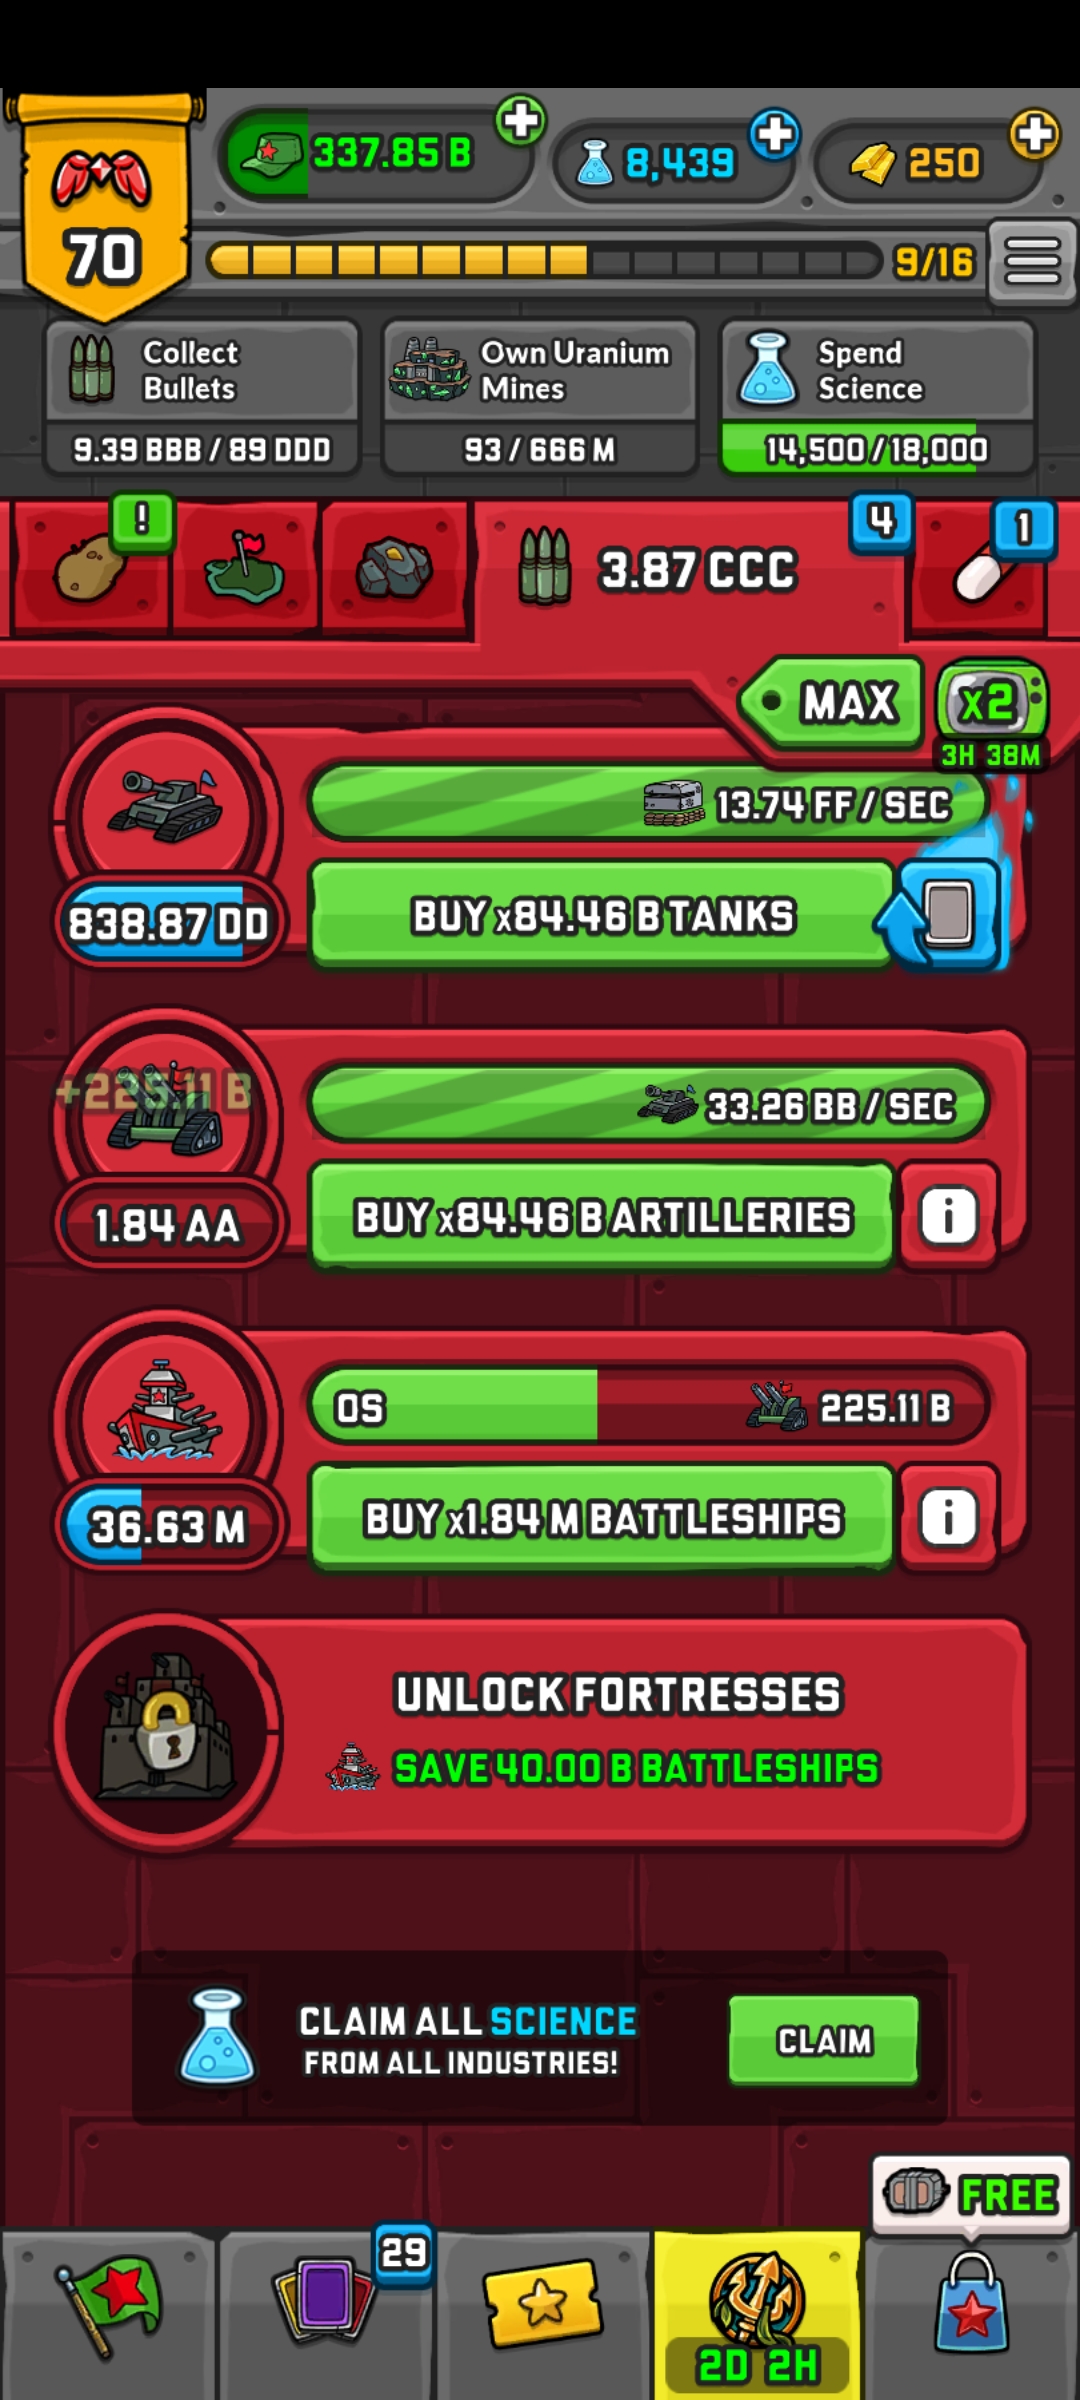 337.85 B
8,439
250
70
9/16
Collect
Bullets
9.39 BBB / 89 DDD
Own Uranium
Mines
93 / 666 M
Spend
Science
14,500/18,000
!
3.87 CCC
4
1
MAX
x2
3H 38M
13.74 FF / SEC
838.87 DD
BUY x84.46 B TANKS
+225.11 B
33.26 BB / SEC
1.84 AA
BUY x84.46 B ARTILLERIES
i
0S
225.11 B
36.63 M
BUY x1.84 M BATTLESHIPS
i
UNLOCK FORTRESSES
SAVE 40.00 B BATTLESHIPS
CLAIM ALL SCIENCE
FROM ALL INDUSTRIES!
CLAIM
FREE
29
2D 2H